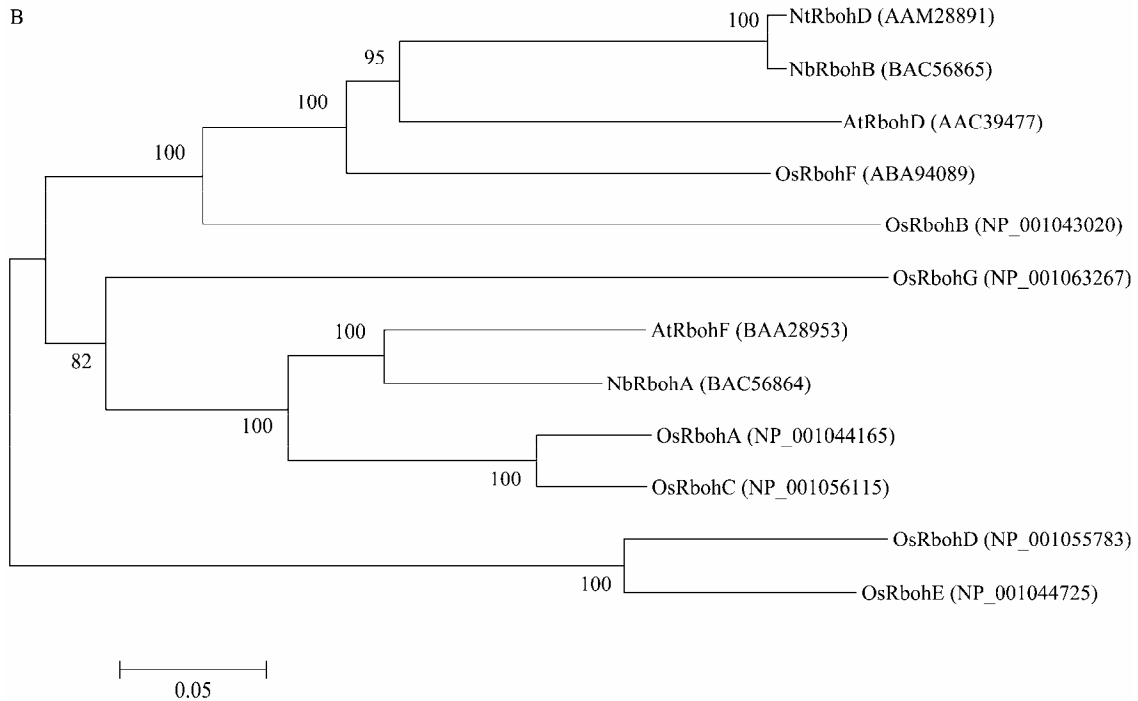 B
100
NtRbohD (AAM28891)
NbRbohB (BAC56865)
95
AtRbohD (AAC39477)
100
OsRbohF (ABA94089)
100
OsRbohB (NP_001043020)
OsRbohG (NP_001063267)
82
100
AtRbohF (BAA28953)
NbRbohA (BAC56864)
100
OsRbohA (NP_001044165)
100
OsRbohC (NP_001056115)
OsRbohD (NP_001055783)
100
OsRbohE (NP_001044725)
0.05